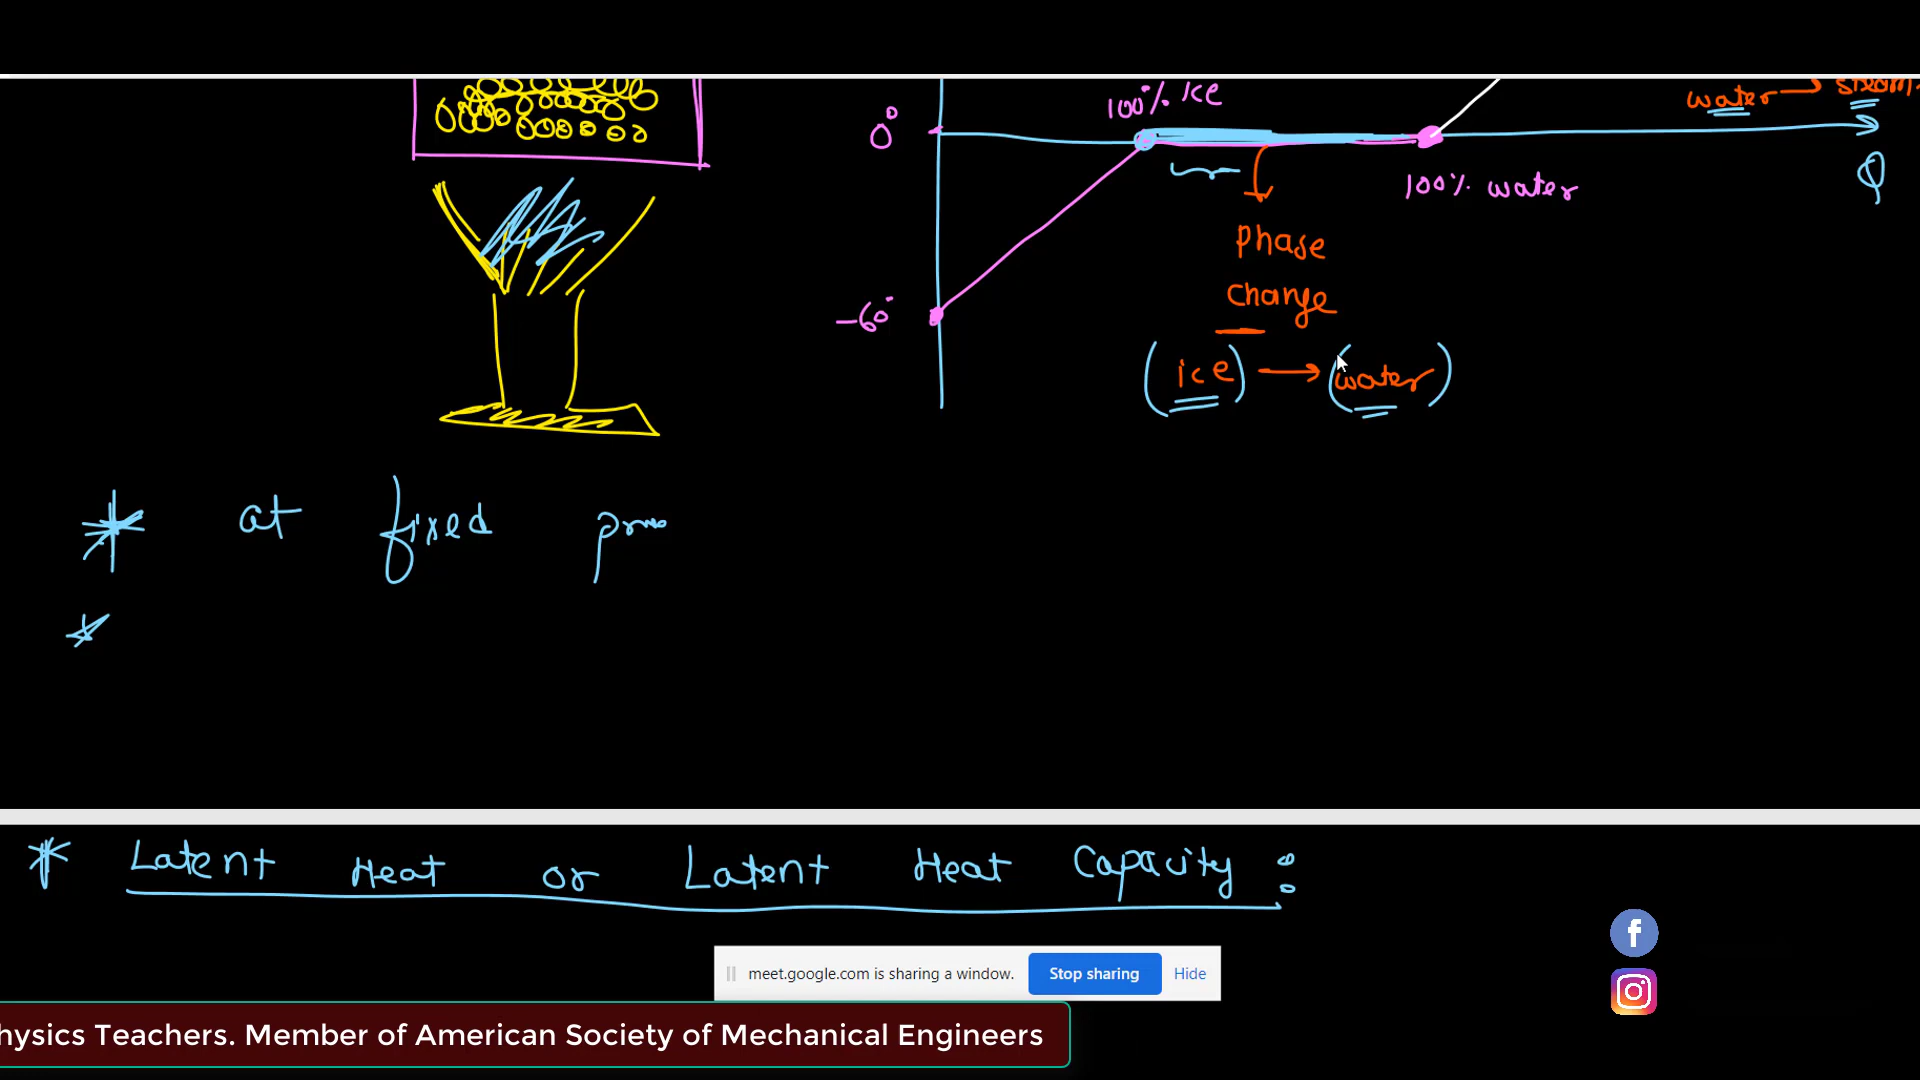 100% Ice
water → steam
0°
100% water
Q
Phase
change
-60°
(ice) → (water)
* at fixed
*
* Latent Heat or Latent Heat Capacity :
meet.google.com is sharing a window. Stop sharing Hide
hysics Teachers. Member of American Society of Mechanical Engineers